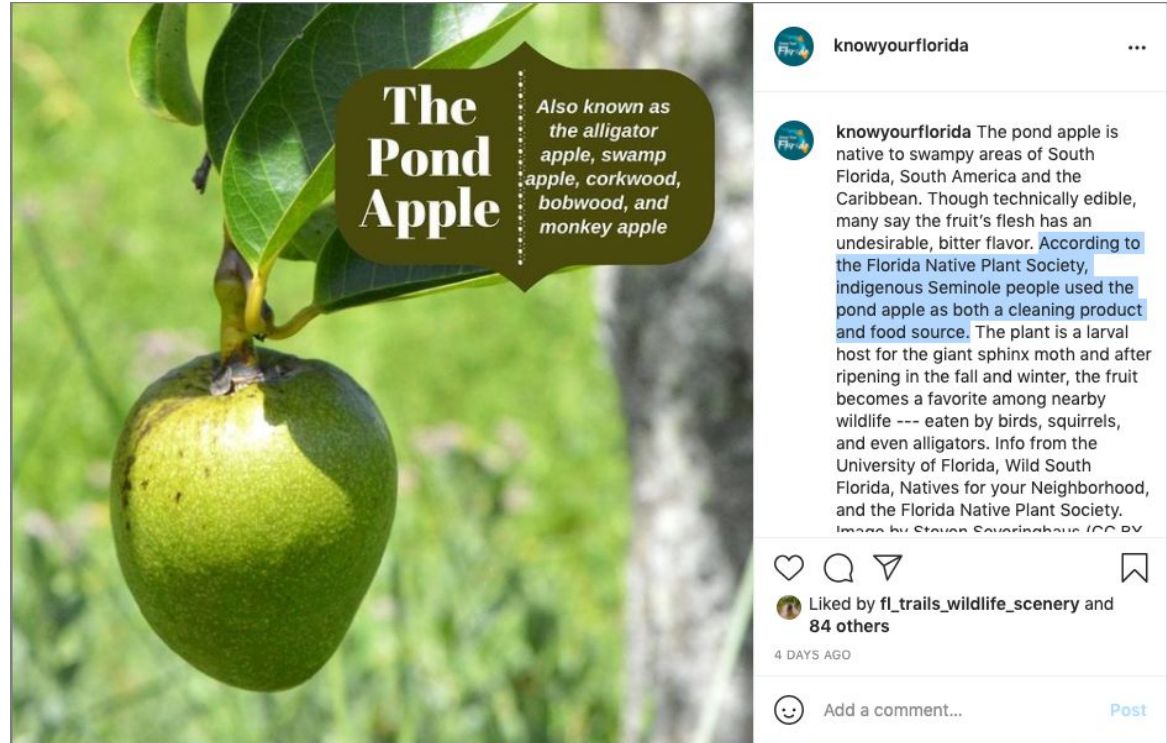 The
Pond
Apple
Also known as
the alligator
apple, swamp
apple, corkwood,
bobwood, and
monkey apple
knowyourflorida
knowyourflorida The pond apple is
native to swampy areas of South
Florida, South America and the
Caribbean. Though technically edible,
many say the fruit’s flesh has an
undesirable, bitter flavor. According to
the Florida Native Plant Society,
indigenous Seminole people used the
pond apple as both a cleaning product
and food source. The plant is a larval
host for the giant sphinx moth and after
ripening in the fall and winter, the fruit
becomes a favorite among nearby
wildlife --- eaten by birds, squirrels,
and even alligators. Info from the
University of Florida, Wild South
Florida, Natives for your Neighborhood,
and the Florida Native Plant Society.
Image by Steven Severinghaus (CC BY
Liked by fl_trails_wildlife_scenery and
84 others
4 DAYS AGO
Add a comment...
Post